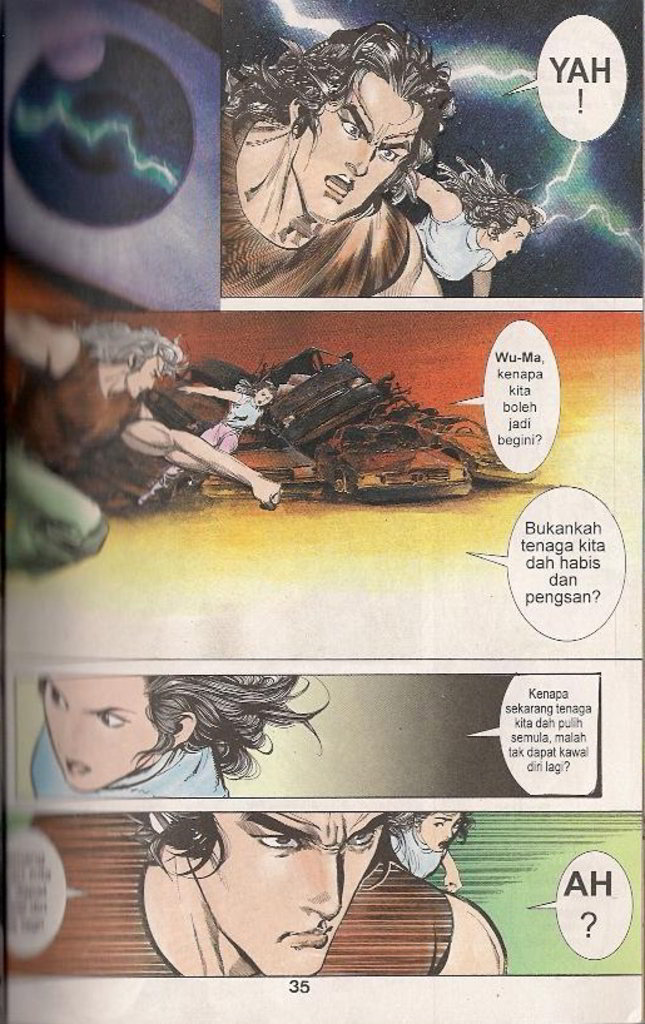 YAH
!
Wu-Ma,
kenapa
kita
boleh
jadi
begini?
Bukankah
tenaga kita
dah habis
dan
pengsan?
Kenapa
sekarang tenaga
kita dah pulih
semula, malah
tak dapat kawal
diri lagi?
AH
?
35